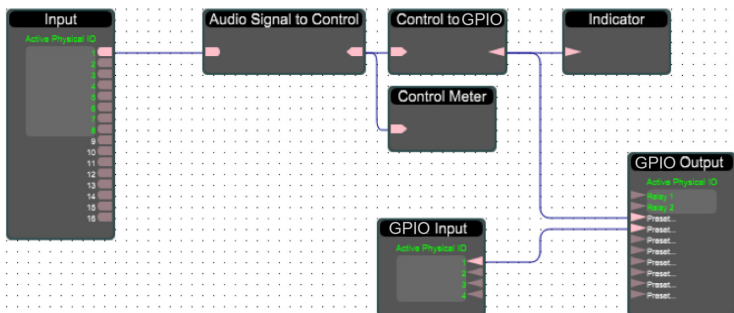 Input
Active Physical IO
1
2
3
4
5
6
7
8
9
10
11
12
13
14
15
16
Audio Signal to Control
Control to GPIO
Indicator
Control Meter
GPIO Input
Active Physical IO
1
2
3
4
GPIO Output
Active Physical IO
Relay 1
Relay 2
Preset...
Preset...
Preset...
Preset...
Preset...
Preset...
Preset...
Preset...